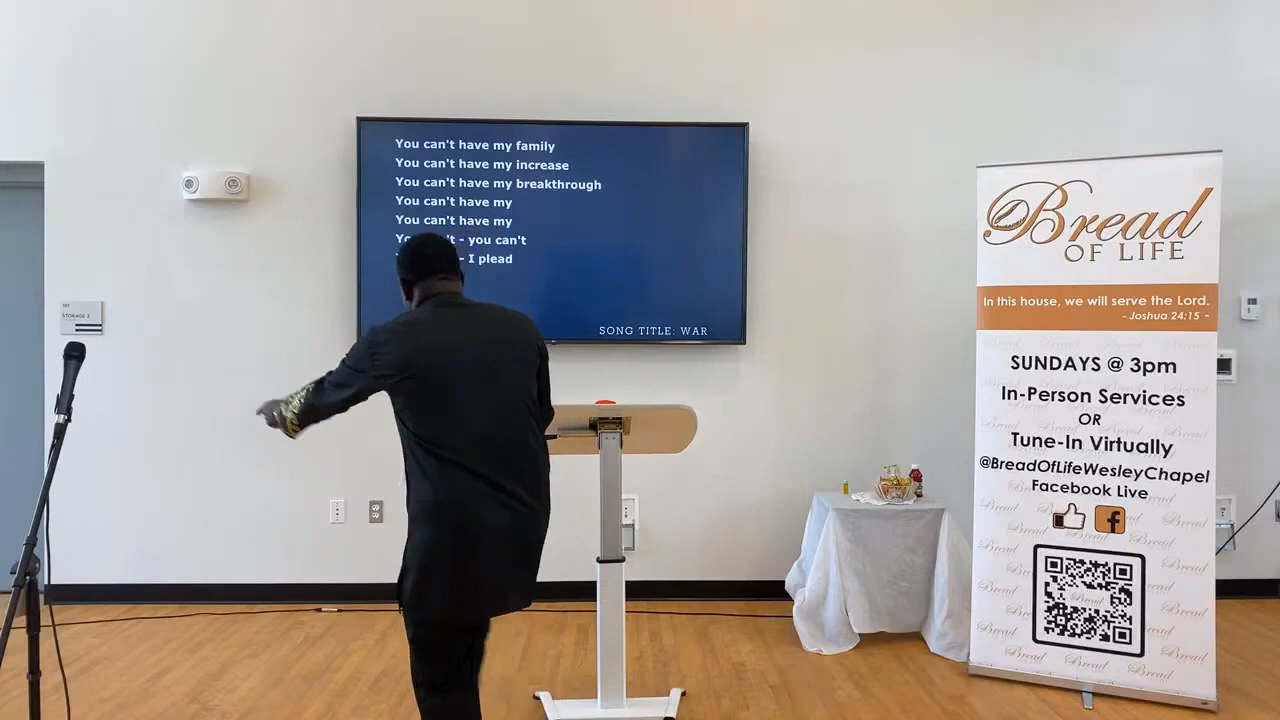 You can't have my family
You can't have my increase
You can't have my breakthrough
You can't have my
You can't have my
't - you can't
- I plead
SONG TITLE: WAR
STORAGE 2
Bread
OF LIFE
In this house, we will serve the Lord.
- Joshua 24:15 -
SUNDAYS @ 3pm
In-Person Services
OR
Tune-In Virtually
@BreadOfLifeWesleyChapel
Facebook Live
f
Bread